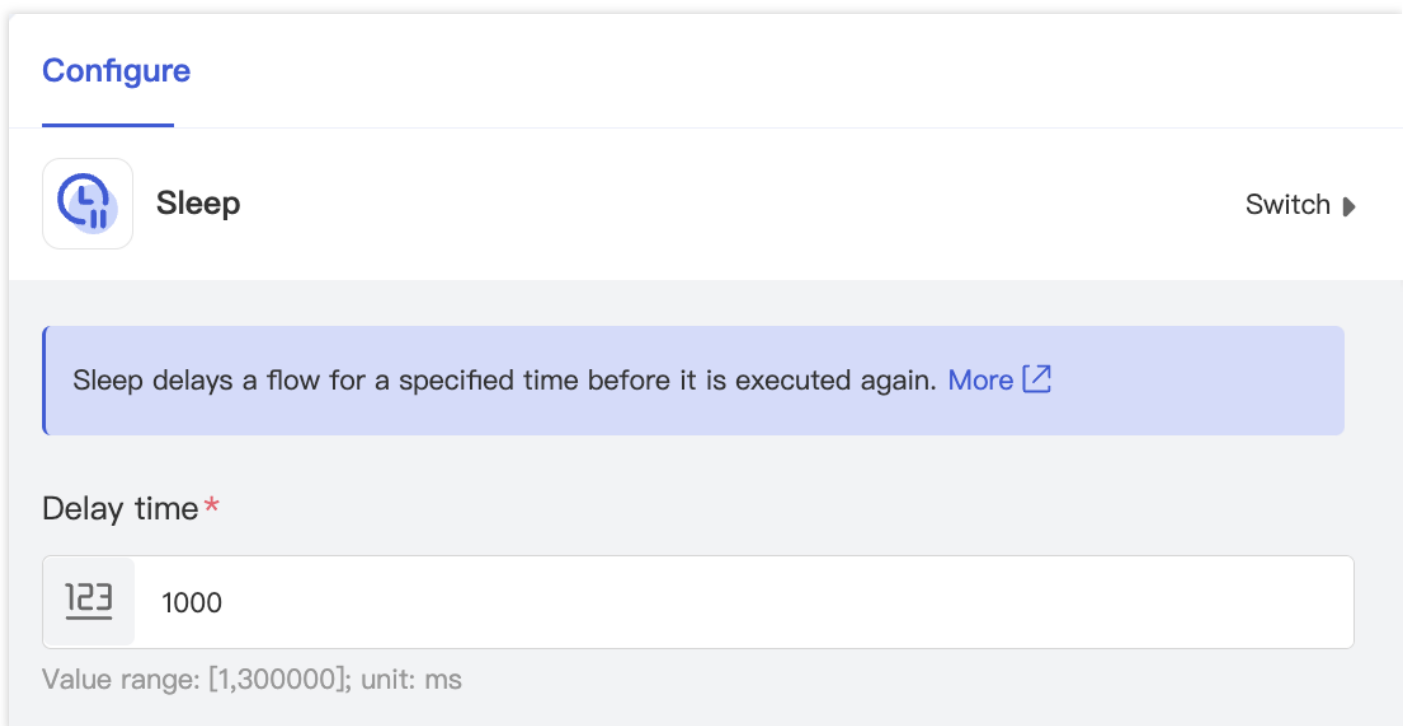 Configure
Sleep
Switch
Sleep delays a flow for a specified time before it is executed again. More
Delay time*
123
1000
Value range: [1,300000]; unit: ms